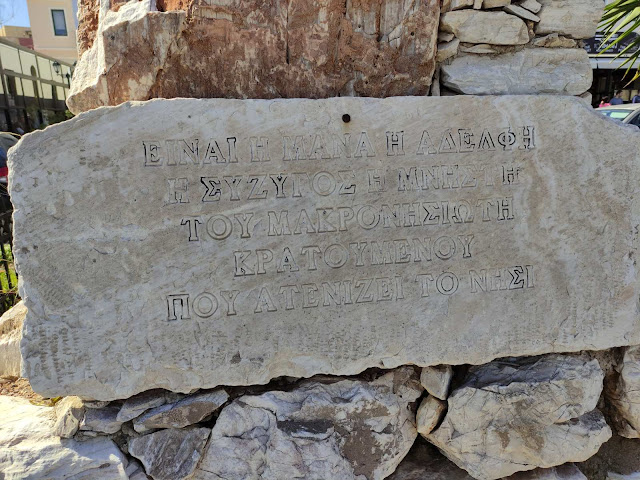 ΕΙΝΑΙ Η ΜΑΝΑ Η ΑΔΕΛΦΗ
Η ΣΥΖΥΓΟΣ Η ΜΝΗΣΤΗ
ΤΟΥ ΜΑΚΡΟΝΗΣΙΩΤΗ
ΚΡΑΤΟΥΜΕΝΟΥ
ΠΟΥ ΑΤΕΝΙΖΕΙ ΤΟ ΝΗΣΙ